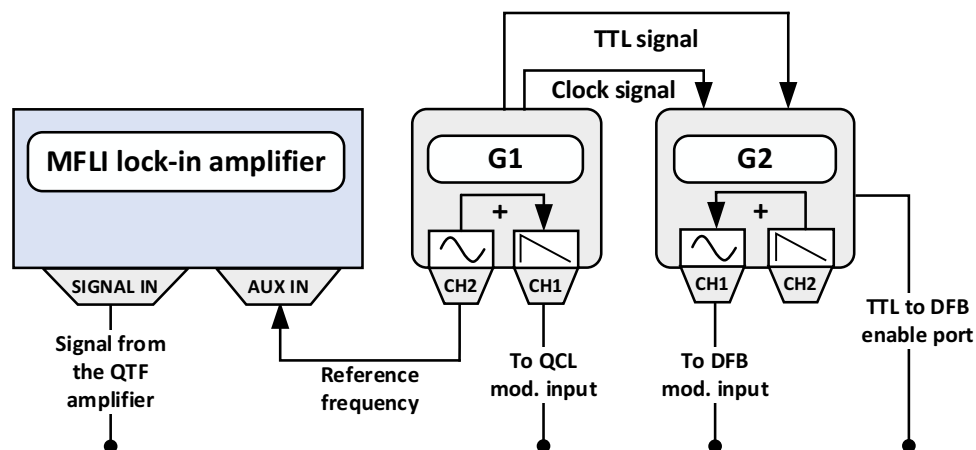 TTL signal
Clock signal
MFLI lock-in amplifier
G1
G2
+
+
SIGNAL IN
AUX IN
CH2
CH1
CH1
CH2
Signal from
the QTF
amplifier
Reference
frequency
To QCL
mod. input
To DFB
mod. input
TTL to DFB
enable port